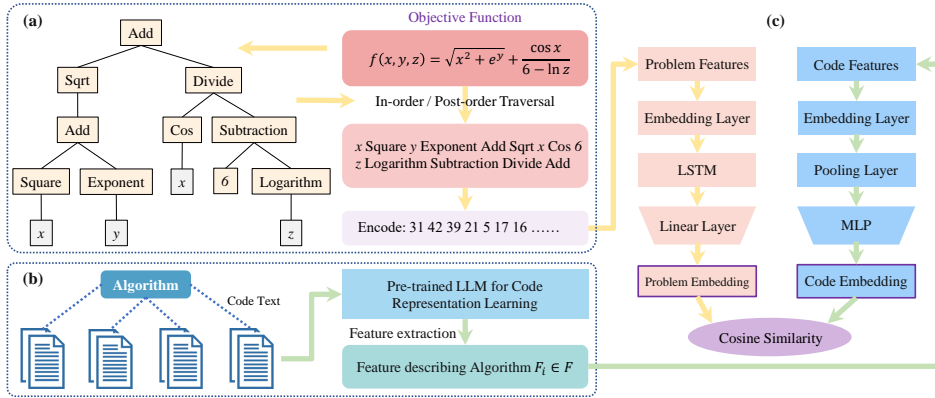 (a)
Add
Sqrt
Divide
Add
Cos
Subtraction
Square
Exponent
x
6
Logarithm
x
y
z
Objective Function
f(x, y, z) = √(x² + e^y) + cos x / (6 − ln z)
In-order / Post-order Traversal
x Square y Exponent Add Sqrt x Cos 6
z Logarithm Subtraction Divide Add
Encode: 31 42 39 21 5 17 16 ……
(b)
Algorithm
Code Text
Pre-trained LLM for Code
Representation Learning
Feature extraction
Feature describing Algorithm F_i ∈ F
(c)
Problem Features
Embedding Layer
LSTM
Linear Layer
Problem Embedding
Code Features
Embedding Layer
Pooling Layer
MLP
Code Embedding
Cosine Similarity